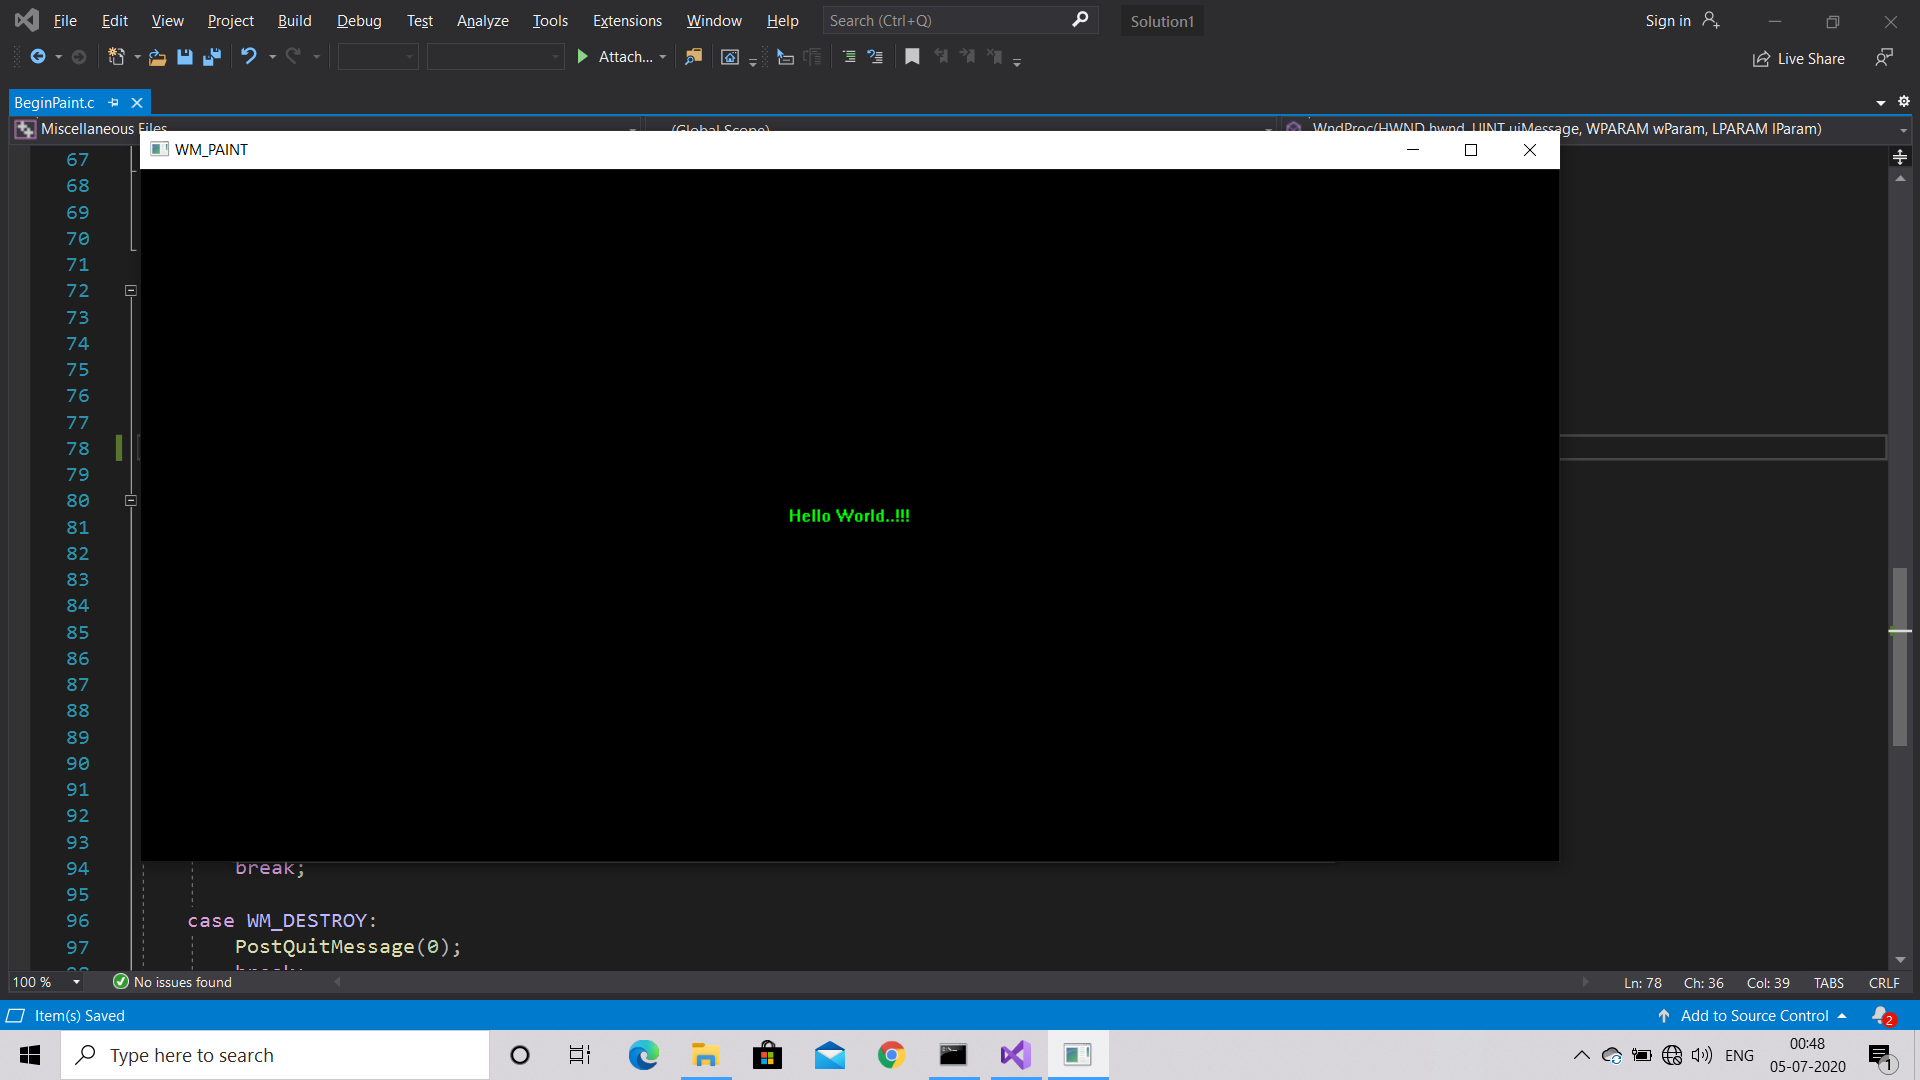 File Edit View Project Build Debug Test Analyze Tools Extensions Window Help Search (Ctrl+Q) Solution1 Sign in
Attach... Live Share
BeginPaint.c
Miscellaneous Files (Global Scope) WndProc(HWND hwnd, UINT uiMessage, WPARAM wParam, LPARAM lParam)
WM_PAINT
67
68
69
70
71
72
73
74
75
76
77
78
79
80
Hello World..!!!
81
82
83
84
85
86
87
88
89
90
91
92
93
94 break;
95
96 case WM_DESTROY:
97 PostQuitMessage(0);
98 break;
100 % No issues found Ln: 78 Ch: 36 Col: 39 TABS CRLF
Item(s) Saved Add to Source Control 2
Type here to search ENG 00:48
05-07-2020 1